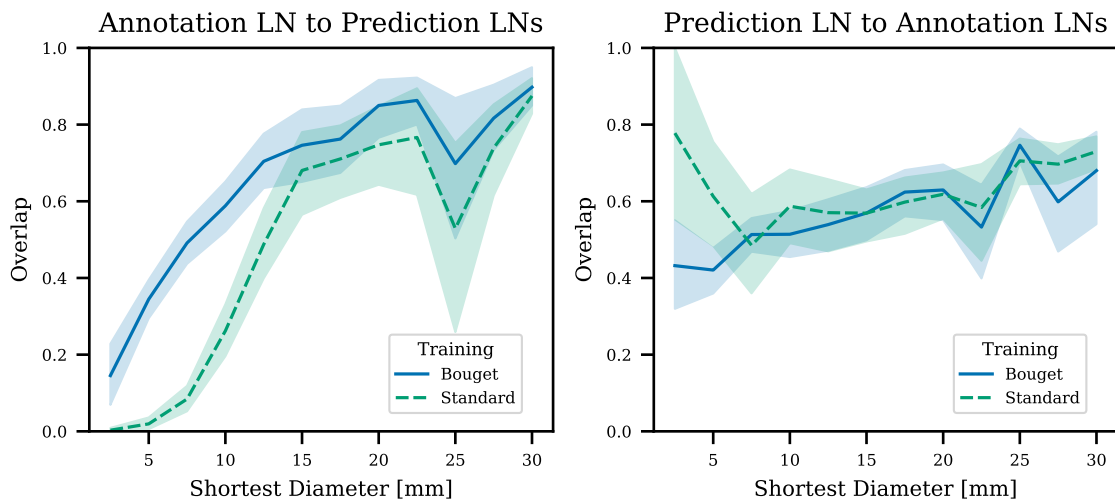 Annotation LN to Prediction LNs
1.0
0.8
0.6
0.4
0.2
0.0
Overlap
5
10
15
20
25
30
Shortest Diameter [mm]
Training
Bouget
Standard
Prediction LN to Annotation LNs
1.0
0.8
0.6
0.4
0.2
0.0
Overlap
5
10
15
20
25
30
Shortest Diameter [mm]
Training
Bouget
Standard